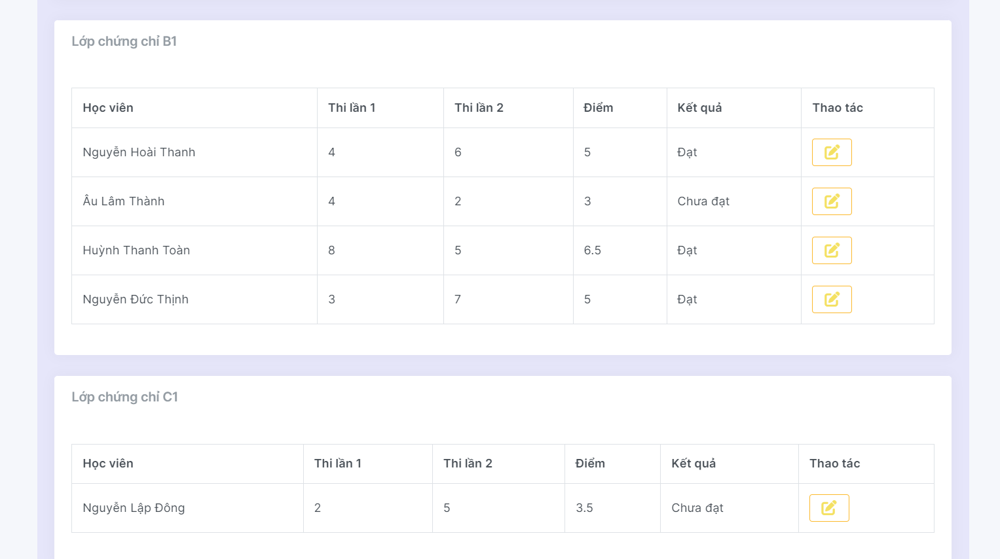 Lớp chứng chỉ B1
Học viên Thi lần 1 Thi lần 2 Điểm Kết quả Thao tác
Nguyễn Hoài Thanh 4 6 5 Đạt
Âu Lâm Thành 4 2 3 Chưa đạt
Huỳnh Thanh Toàn 8 5 6.5 Đạt
Nguyễn Đức Thịnh 3 7 5 Đạt
Lớp chứng chỉ C1
Học viên Thi lần 1 Thi lần 2 Điểm Kết quả Thao tác
Nguyễn Lập Đông 2 5 3.5 Chưa đạt